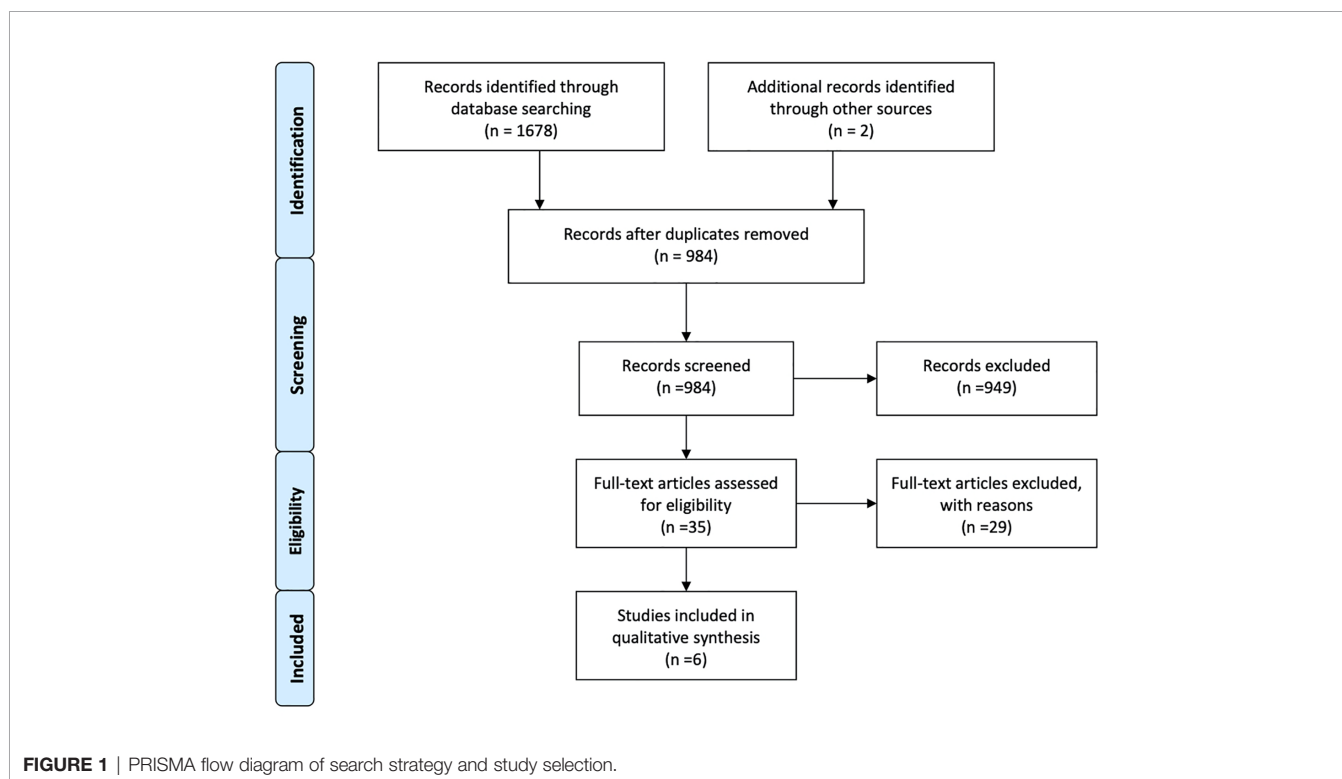 Identification
Records identified through
database searching
(n = 1678)
Additional records identified
through other sources
(n = 2)
Records after duplicates removed
(n = 984)
Screening
Records screened
(n =984)
Records excluded
(n =949)
Eligibility
Full-text articles assessed
for eligibility
(n =35)
Full-text articles excluded,
with reasons
(n =29)
Included
Studies included in
qualitative synthesis
(n =6)
FIGURE 1 | PRISMA flow diagram of search strategy and study selection.